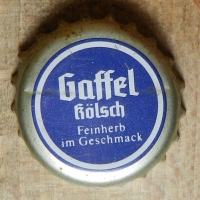 Gaffel
Kölsch
Feinherb
im Geschmack